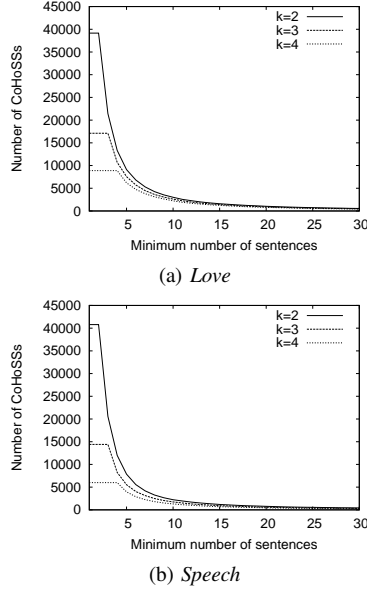 45000
40000
35000
30000
25000
20000
15000
10000
5000
0
Number of CoHoSSs
k=2
k=3
k=4
5 10 15 20 25 30
Minimum number of sentences
(a) Love
45000
40000
35000
30000
25000
20000
15000
10000
5000
0
Number of CoHoSSs
k=2
k=3
k=4
5 10 15 20 25 30
Minimum number of sentences
(b) Speech